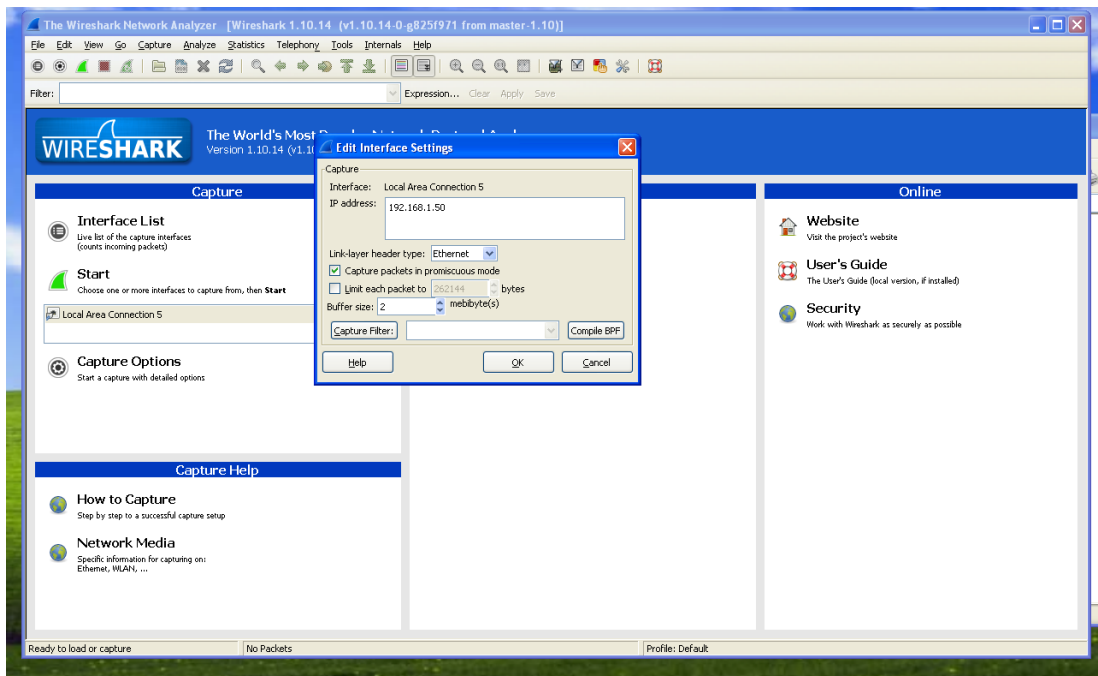 The Wireshark Network Analyzer [Wireshark 1.10.14 (v1.10.14-0-g825f971 from master-1.10)]
File Edit View Go Capture Analyze Statistics Telephony Tools Internals Help
Filter: Expression... Clear Apply Save
WIRESHARK
The World's Most
Version 1.10.14 (v1.10
Edit Interface Settings
Capture
Interface: Local Area Connection 5
IP address: 192.168.1.50
Link-layer header type: Ethernet
Capture packets in promiscuous mode
Limit each packet to 262144 bytes
Buffer size: 2 mebibyte(s)
Capture Filter: Compile BPF
Help OK Cancel
Capture
Interface List
Live list of the capture interfaces
(counts incoming packets)
Start
Choose one or more interfaces to capture from, then Start
Local Area Connection 5
Capture Options
Start a capture with detailed options
Capture Help
How to Capture
Step by step to a successful capture setup
Network Media
Specific information for capturing on:
Ethernet, WLAN, ...
Online
Website
Visit the project's website
User's Guide
The User's Guide (local version, if installed)
Security
Work with Wireshark as securely as possible
Ready to load or capture No Packets Profile: Default